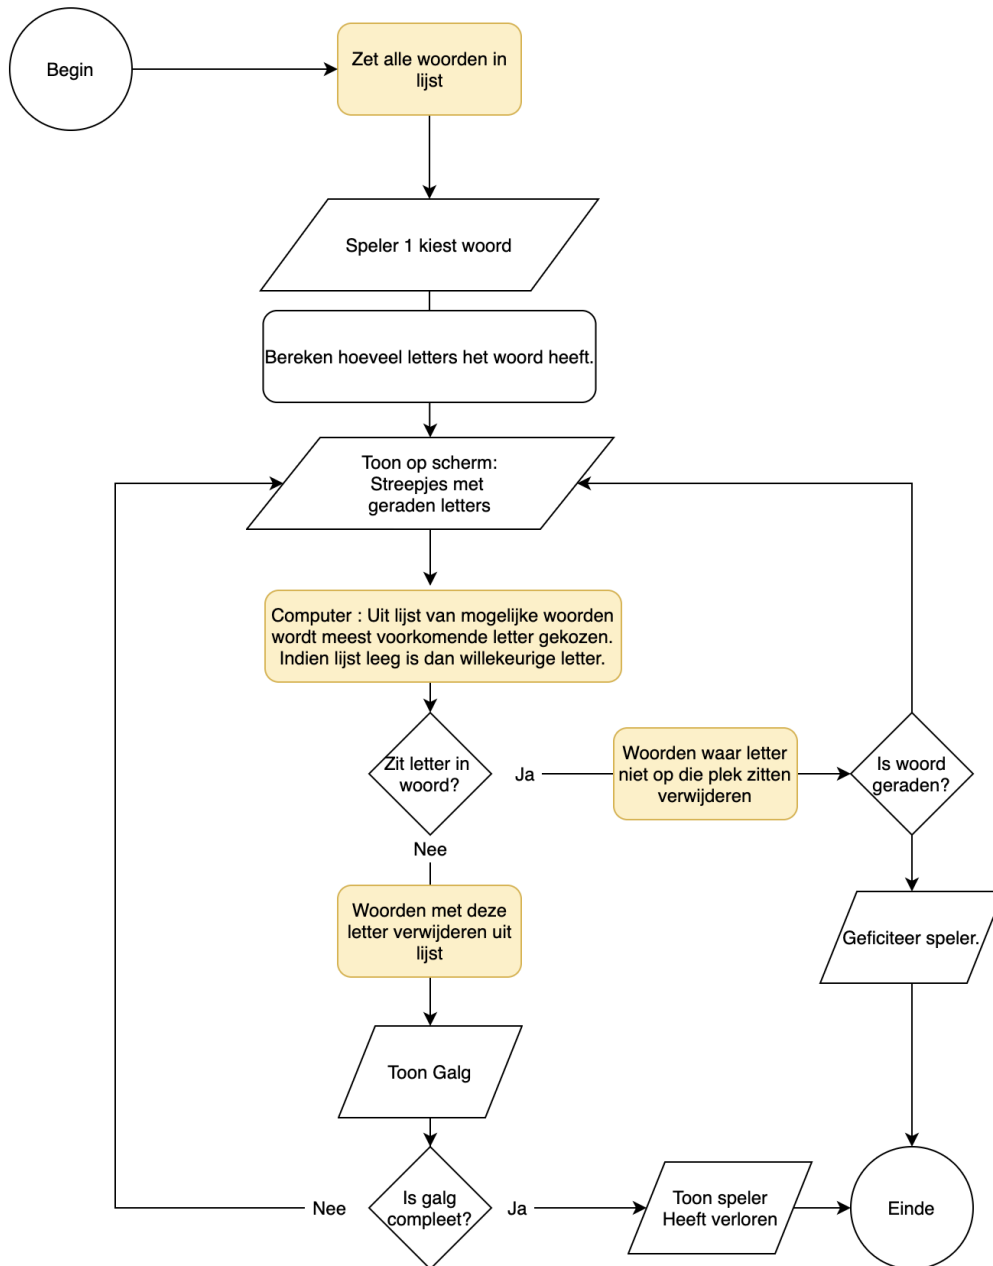 Begin
Zet alle woorden in
lijst
Speler 1 kiest woord
Bereken hoeveel letters het woord heeft.
Toon op scherm:
Streepjes met
geraden letters
Computer : Uit lijst van mogelijke woorden
wordt meest voorkomende letter gekozen.
Indien lijst leeg is dan willekeurige letter.
Zit letter in
woord?
Ja
Woorden waar letter
niet op die plek zitten
verwijderen
Is woord
geraden?
Nee
Woorden met deze
letter verwijderen uit
lijst
Geficiteer speler.
Toon Galg
Is galg
compleet?
Nee
Ja
Toon speler
Heeft verloren
Einde